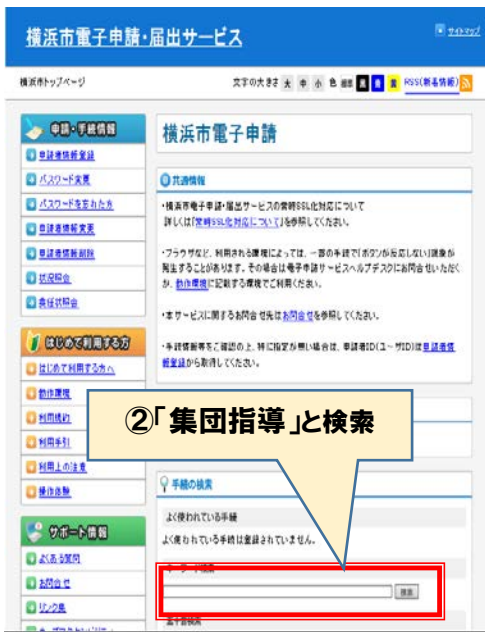 横浜市電子申請・届出サービス
サイトマップ
横浜市トップページ
文字の大きさ 大 中 小 色 標準 黒 青 黄 RSS(新着情報)
申請・手続情報
申請者情報登録
パスワード変更
パスワードを忘れた方
申請者情報変更
申請者情報削除
状況照会
委任状照会
はじめて利用する方
はじめて利用する方へ
動作環境
利用規約
利用手引
利用上の注意
操作体験
サポート情報
よくある質問
お問合せ
リンク集
横浜市電子申請
共通情報
・横浜市電子申請・届出サービスの常時SSL化対応について
詳しくは「常時SSL化対応について」を参照してください。
・ブラウザなど、利用される環境によっては、一部の手続で「ボタンが反応しない」現象が
発生することがあります。その場合は電子申請サービスヘルプデスクにお問合せいただく
か、動作環境に記載する環境でご利用ください。
・本サービスに関するお問合せ先はお問合せを参照してください。
・手続情報等をご確認の上、特に指定が無い場合は、申請者ID(ユーザID)は申請者情
報登録から取得してください。
②「集団指導」と検索
手続の検索
よく使われている手続
よく使われている手続は登録されていません。
キーワード検索
検索
五十音検索